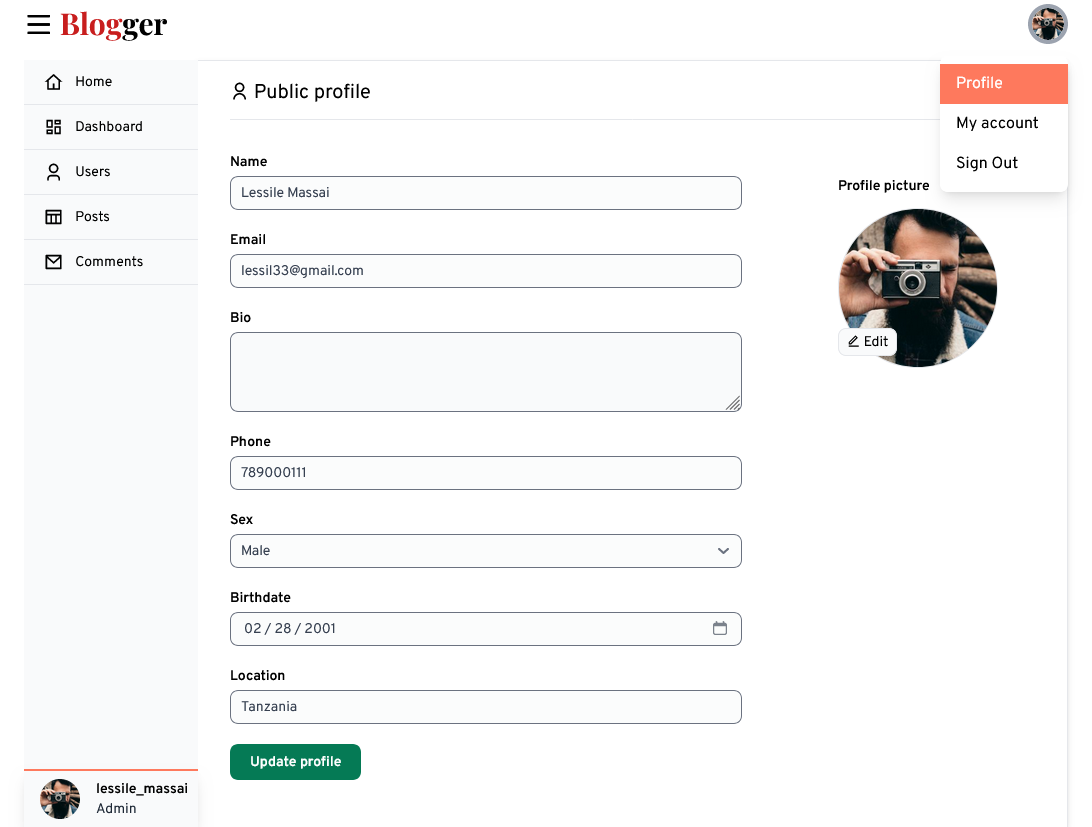 Blogger
Home
Dashboard
Users
Posts
Comments
Public profile
Profile
My account
Sign Out
Name
Lessile Massai
Email
lessil33@gmail.com
Bio
Phone
789000111
Sex
Male
Birthdate
02 / 28 / 2001
Location
Tanzania
Update profile
Profile picture
Edit
lessile_massai
Admin